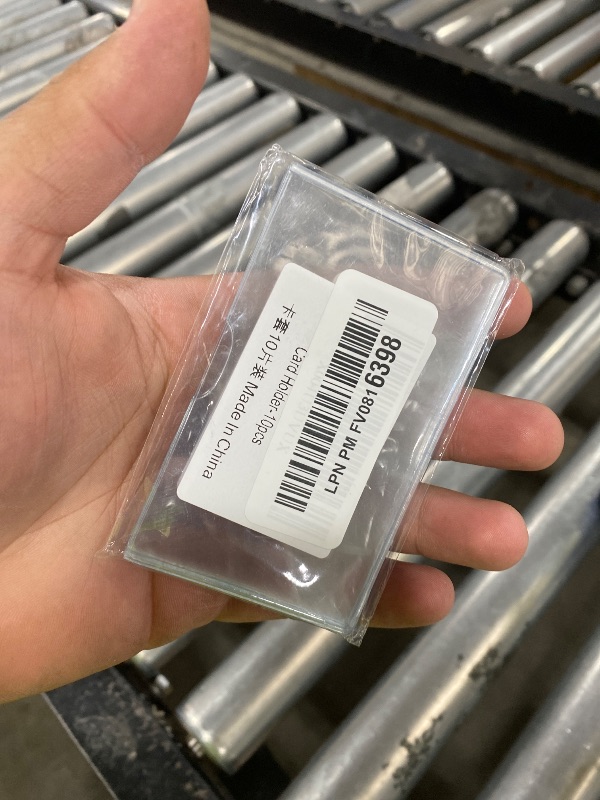 LPN PM FV0816398
Card Holder-10pcs
卡套10片装 Made In China